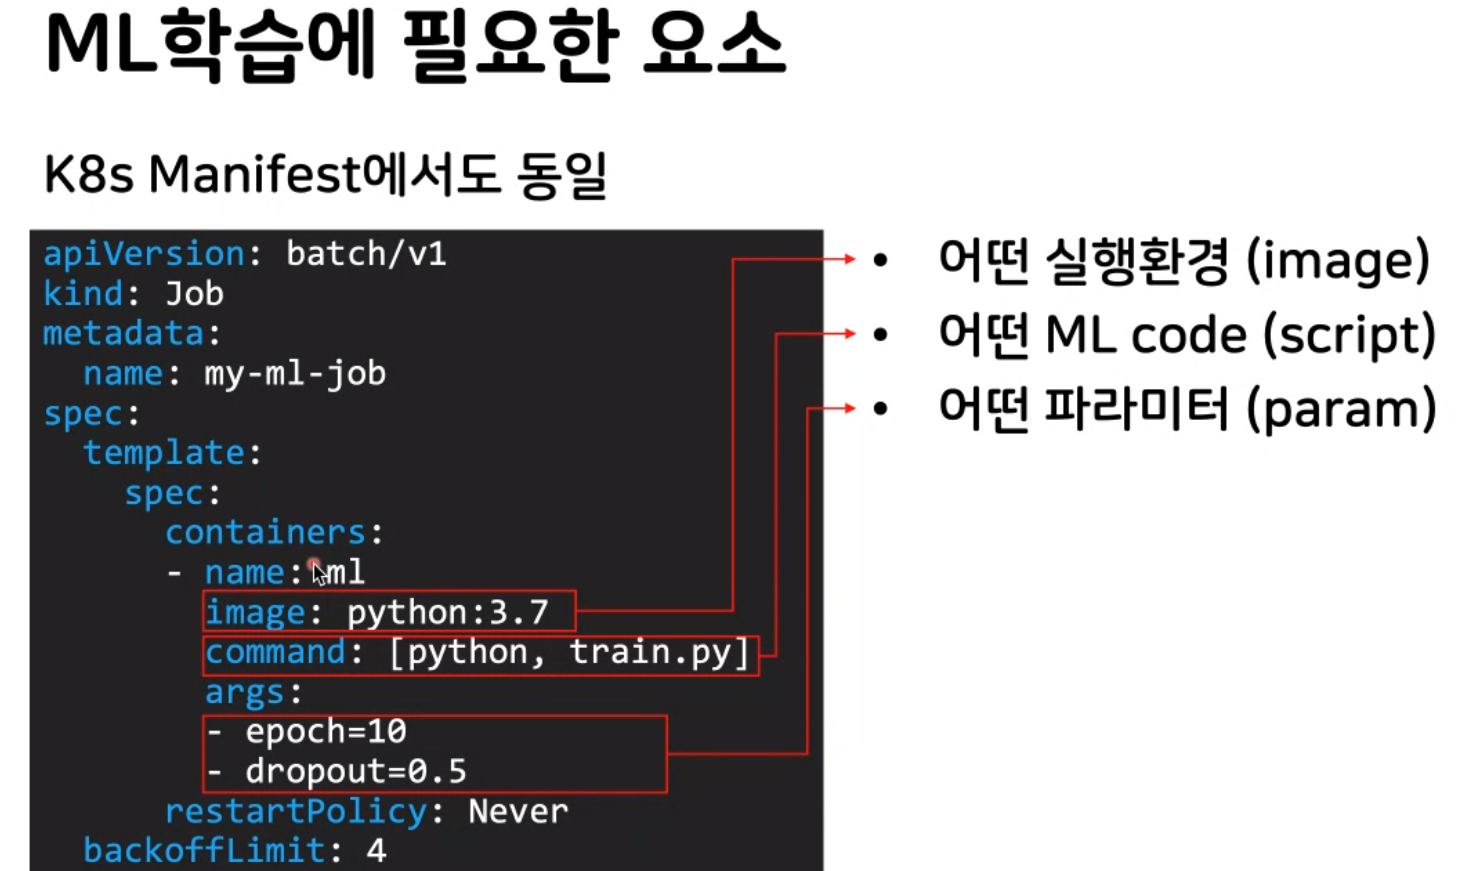 ML학습에 필요한 요소
K8s Manifest에서도 동일
apiVersion: batch/v1
kind: Job
metadata:
  name: my-ml-job
spec:
  template:
    spec:
      containers:
      - name: ml
        image: python:3.7
        command: [python, train.py]
        args:
        - epoch=10
        - dropout=0.5
      restartPolicy: Never
  backoffLimit: 4
• 어떤 실행환경 (image)
• 어떤 ML code (script)
• 어떤 파라미터 (param)